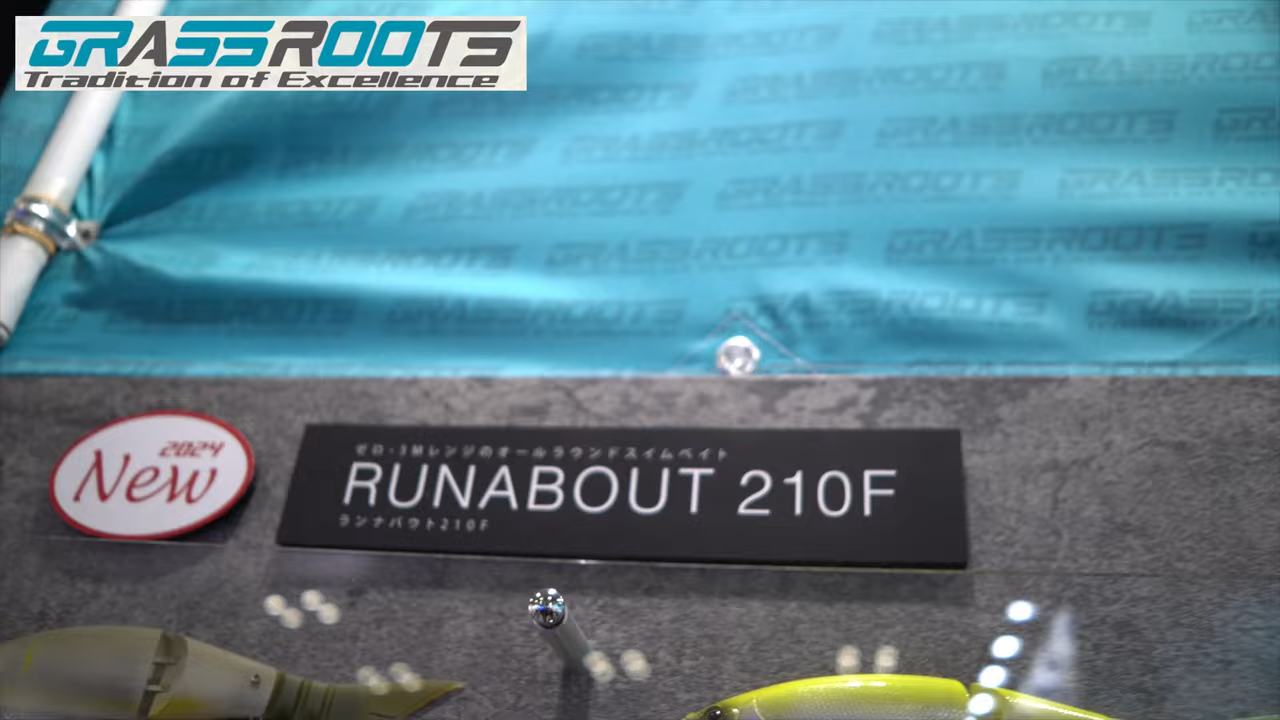 GRASSROOTS
Tradition of Excellence
2024
New
ゼロ-3Mレンジのオールラウンドスイムベイト
RUNABOUT 210F
ランナバウト210F